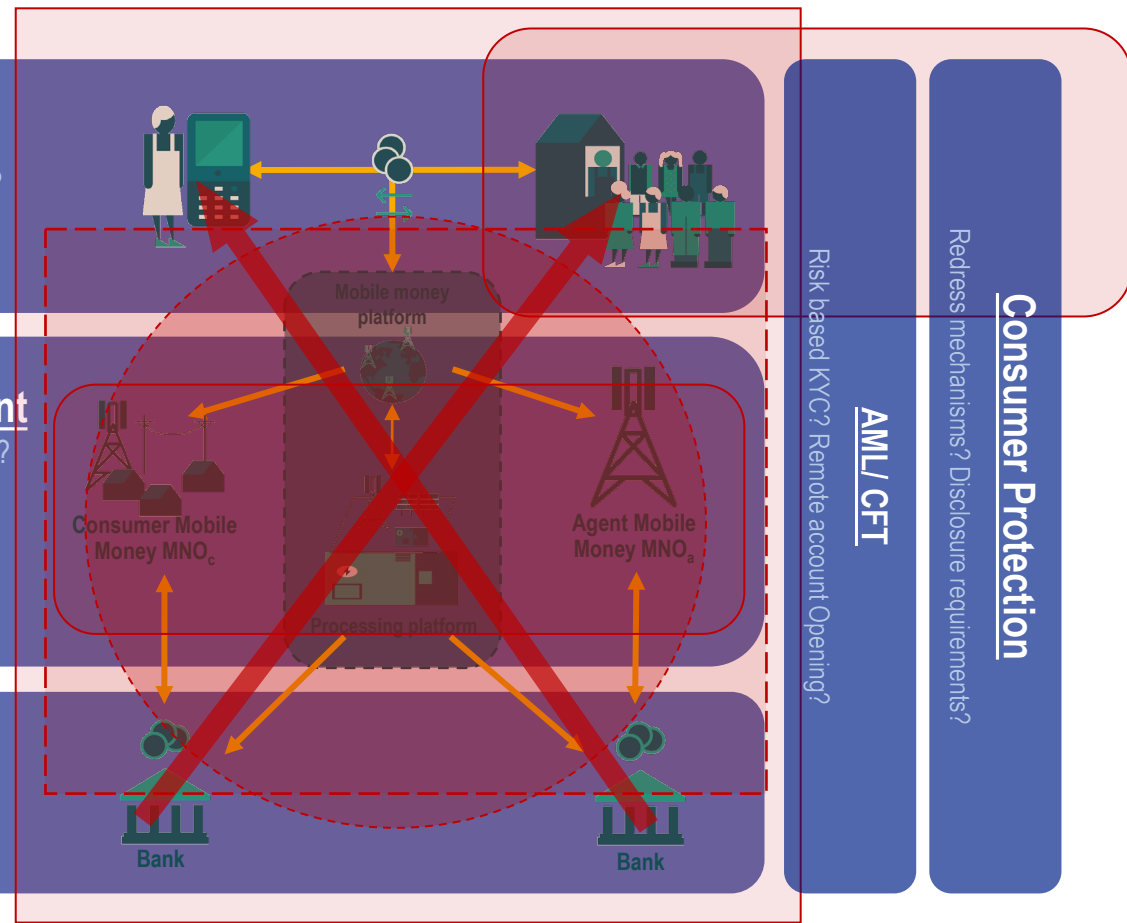 Mobile money
platform
nt
?
Consumer Mobile
Money MNOc
Agent Mobile
Money MNOa
Processing platform
Bank
Bank
AML/ CFT
Risk based KYC? Remote account Opening?
Consumer Protection
Redress mechanisms? Disclosure requirements?